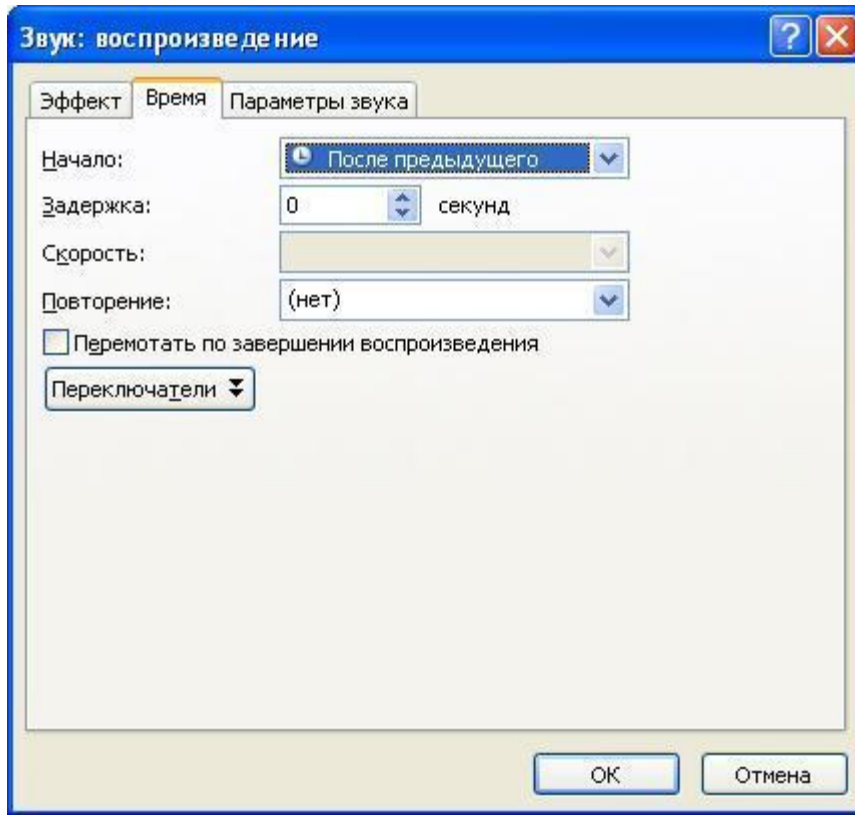 Звук: воспроизведение
Эффект Время Параметры звука
Начало: После предыдущего
Задержка: 0 секунд
Скорость:
Повторение: (нет)
Перемотать по завершении воспроизведения
Переключатели
ОК Отмена